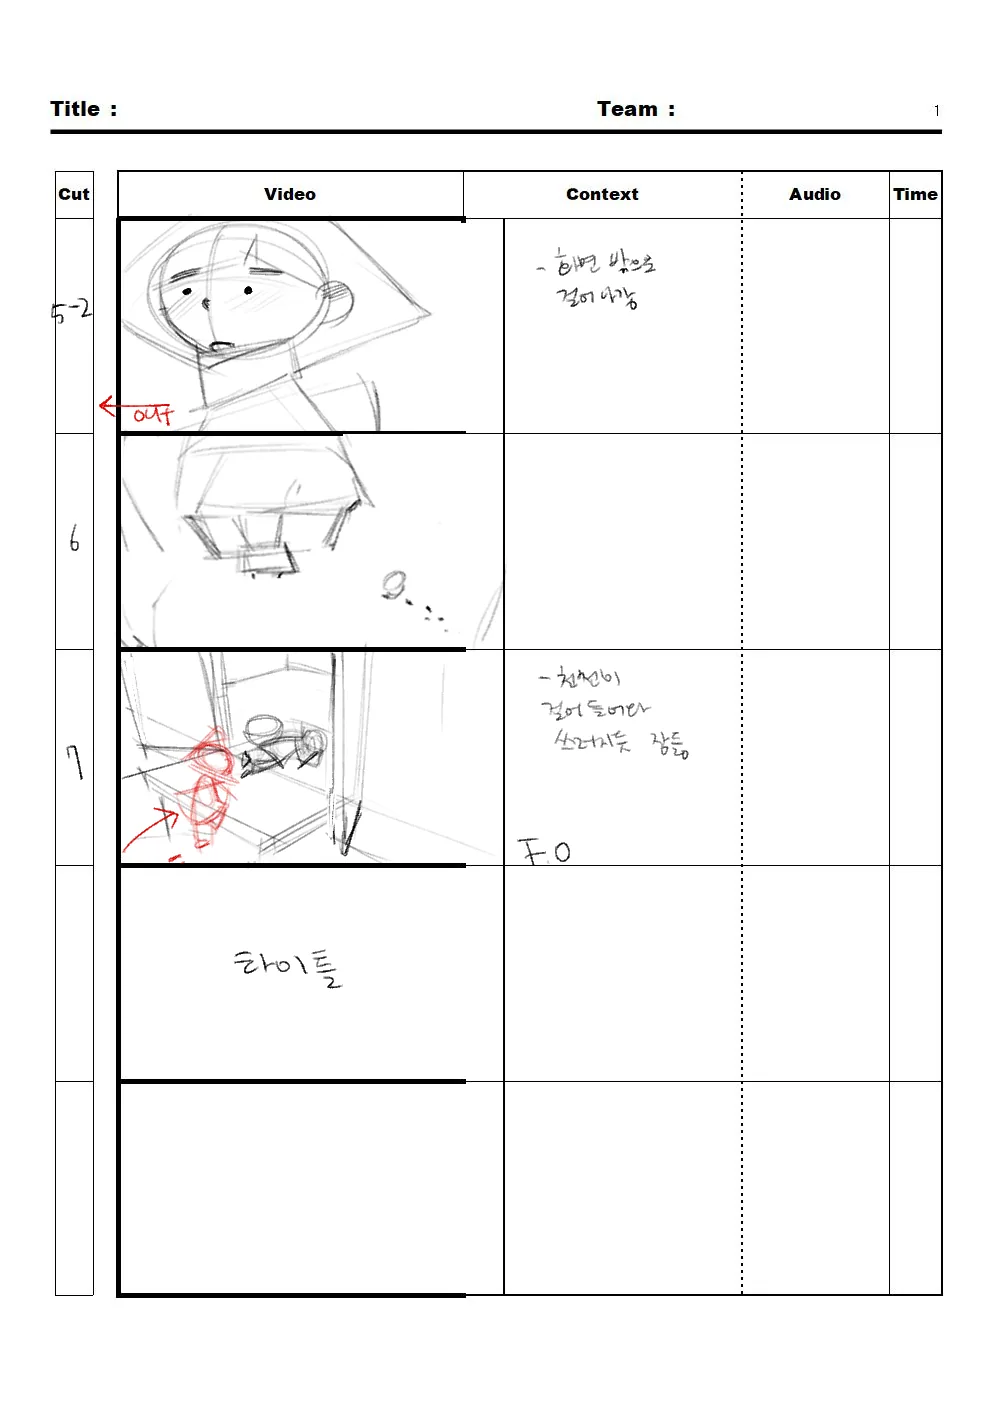 Title :
Team :
1
Cut
Video
Context
Audio
Time
5-2
out
- 화면 밖으로
걸어나감
6
7
- 천천히
걸어 들어와
쓰러지듯 잠듦
F.O
타이틀